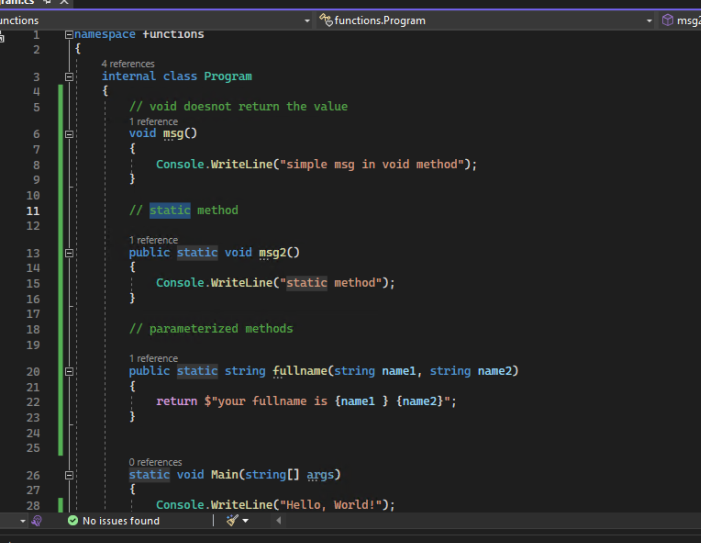 functions.Program
1 namespace functions
2 {
4 references
3 internal class Program
4 {
5 // void doesnot return the value
1 reference
6 void msg()
7 {
8 Console.WriteLine("simple msg in void method");
9 }
10
11 // static method
12
1 reference
13 public static void msg2()
14 {
15 Console.WriteLine("static method");
16 }
17
18 // parameterized methods
19
1 reference
20 public static string fullname(string name1, string name2)
21 {
22 return $"your fullname is {name1 } {name2}";
23 }
24
25
0 references
26 static void Main(string[] args)
27 {
28 Console.WriteLine("Hello, World!");
No issues found